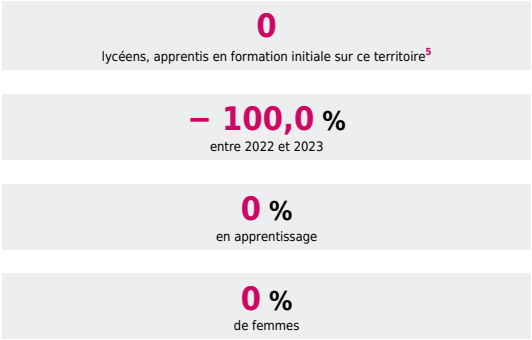 0
lycéens, apprentis en formation initiale sur ce territoire5
– 100,0 %
entre 2022 et 2023
0 %
en apprentissage
0 %
de femmes